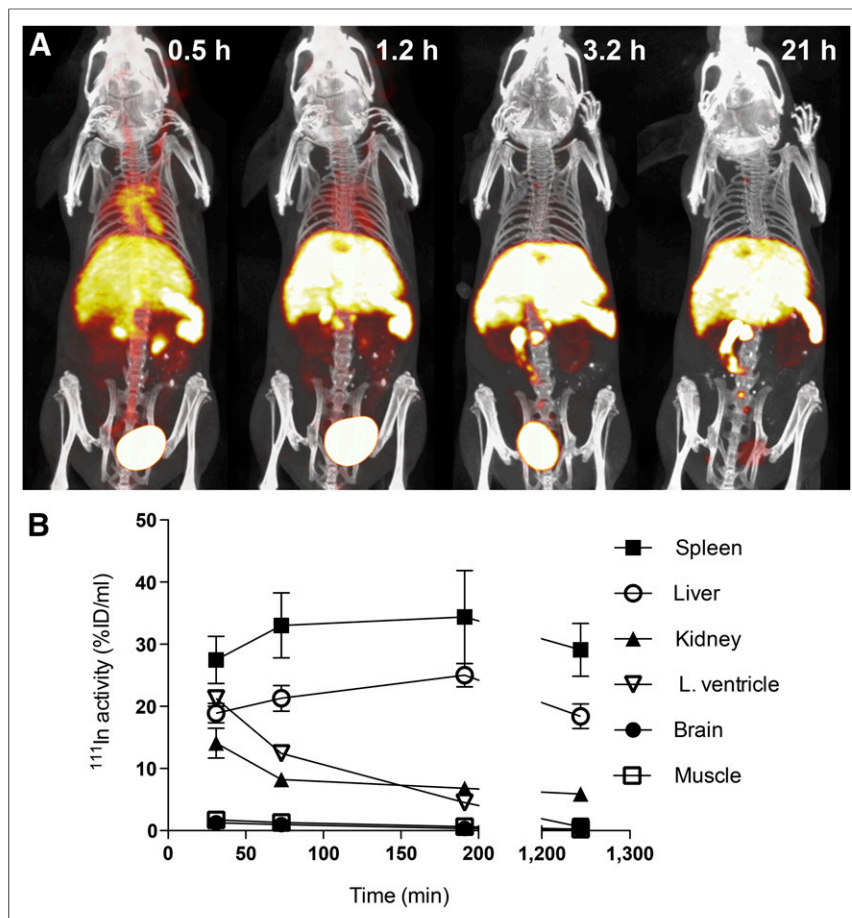 A
0.5 h
1.2 h
3.2 h
21 h
B
50
40
30
20
10
0
¹¹¹In activity (%ID/ml)
0
50
100
150
200
1,200
1,300
Time (min)
Spleen
Liver
Kidney
L. ventricle
Brain
Muscle